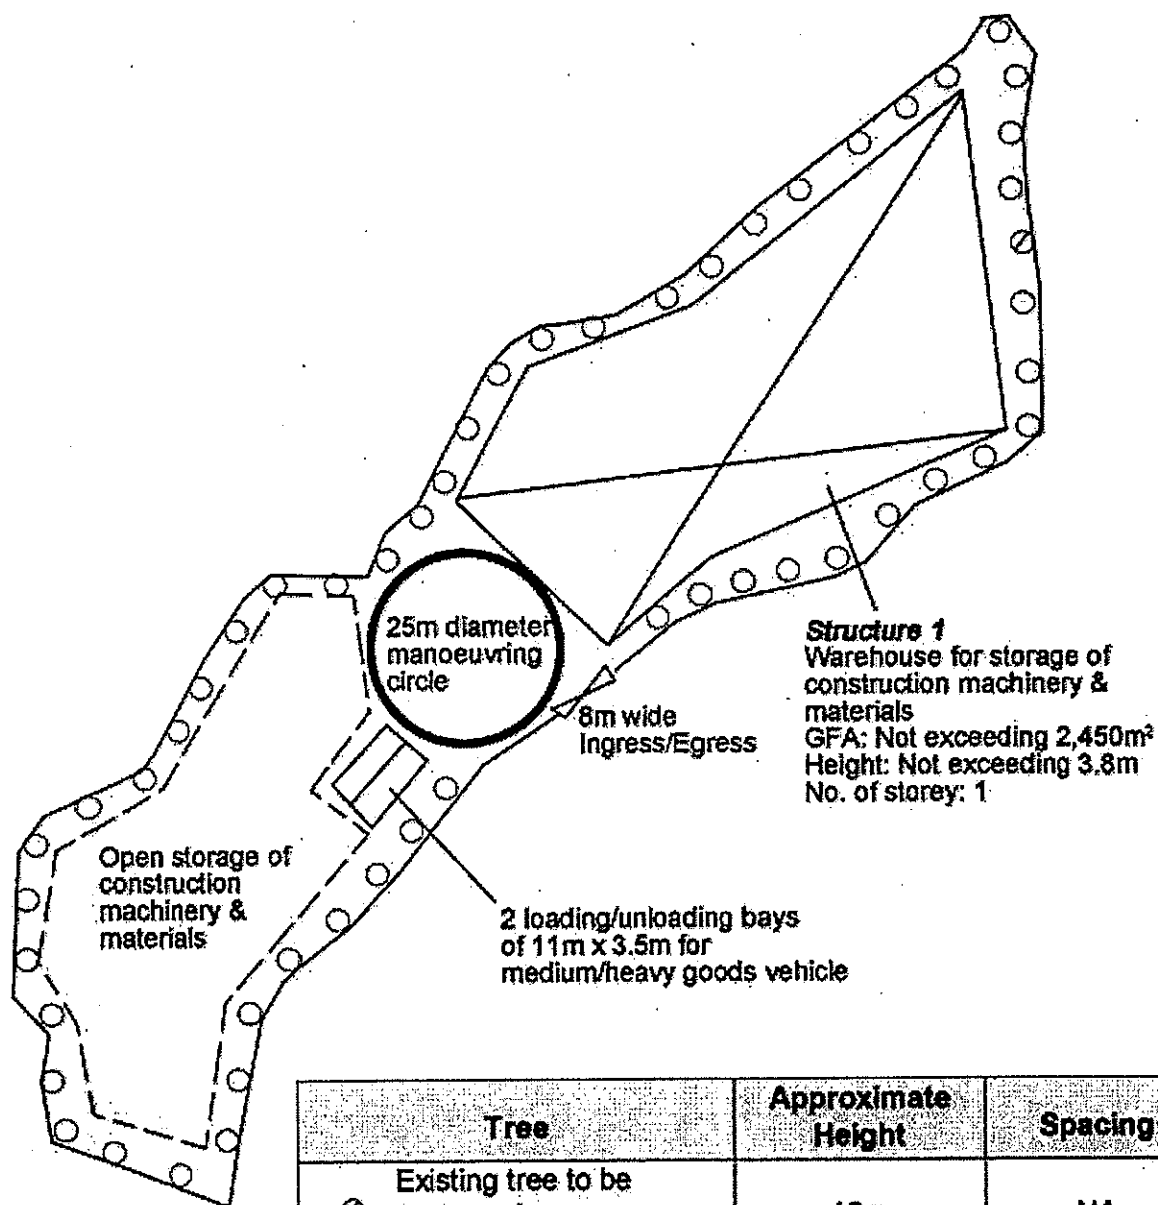 25m diameter
manoeuvring
circle
8m wide
Ingress/Egress
Structure 1
Warehouse for storage of
construction machinery &
materials
GFA: Not exceeding 2,450m²
Height: Not exceeding 3.8m
No. of storey: 1
Open storage of
construction
machinery &
materials
2 loading/unloading bays
of 11m x 3.5m for
medium/heavy goods vehicle
Tree
Approximate
Height
Spacing
Existing tree to be